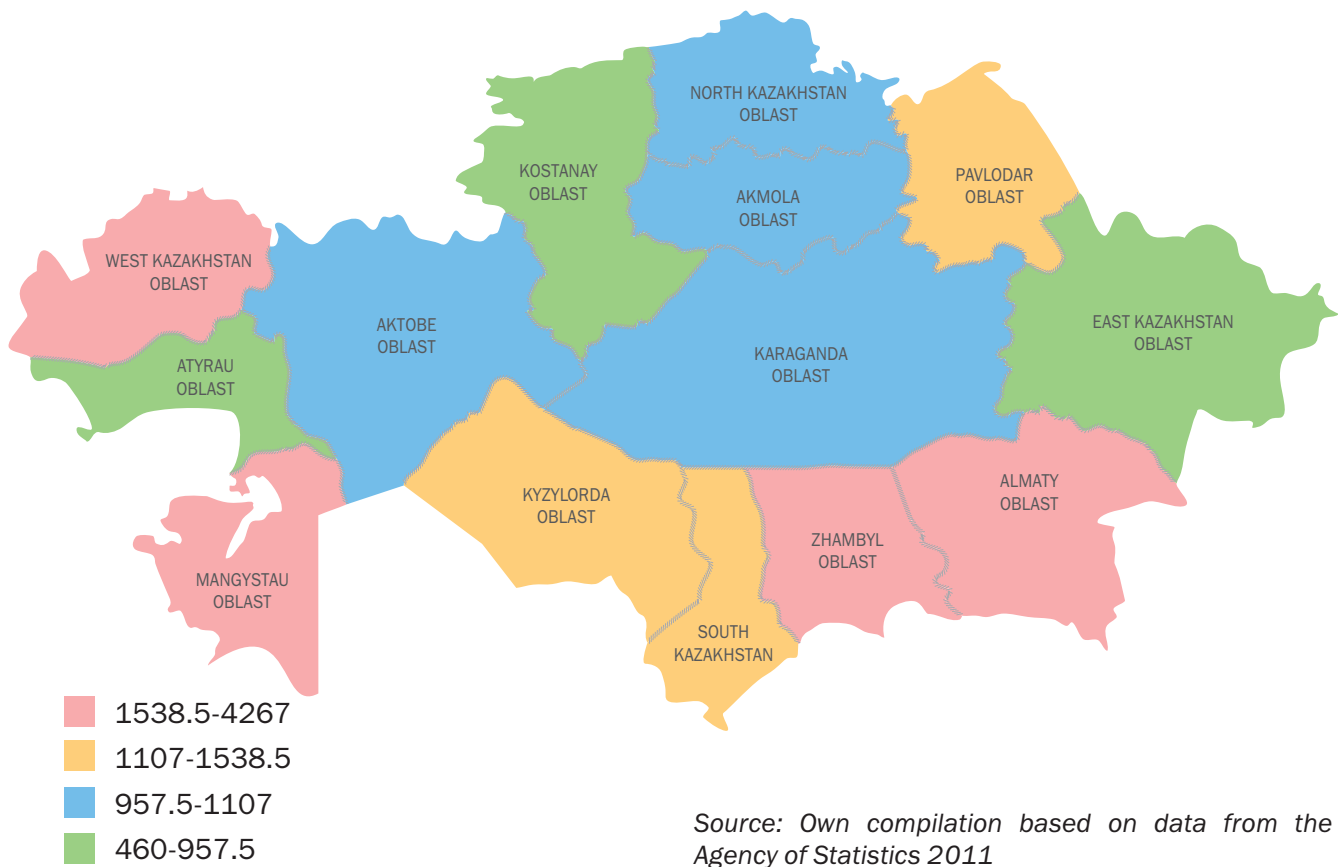 NORTH KAZAKHSTAN
OBLAST
KOSTANAY
OBLAST
PAVLODAR
OBLAST
AKMOLA
OBLAST
WEST KAZAKHSTAN
OBLAST
AKTOBE
OBLAST
EAST KAZAKHSTAN
OBLAST
ATYRAU
OBLAST
KARAGANDA
OBLAST
KYZYLORDA
OBLAST
ALMATY
OBLAST
ZHAMBYL
OBLAST
MANGYSTAU
OBLAST
SOUTH
KAZAKHSTAN
1538.5-4267
1107-1538.5
957.5-1107
460-957.5
Source: Own compilation based on data from the
Agency of Statistics 2011